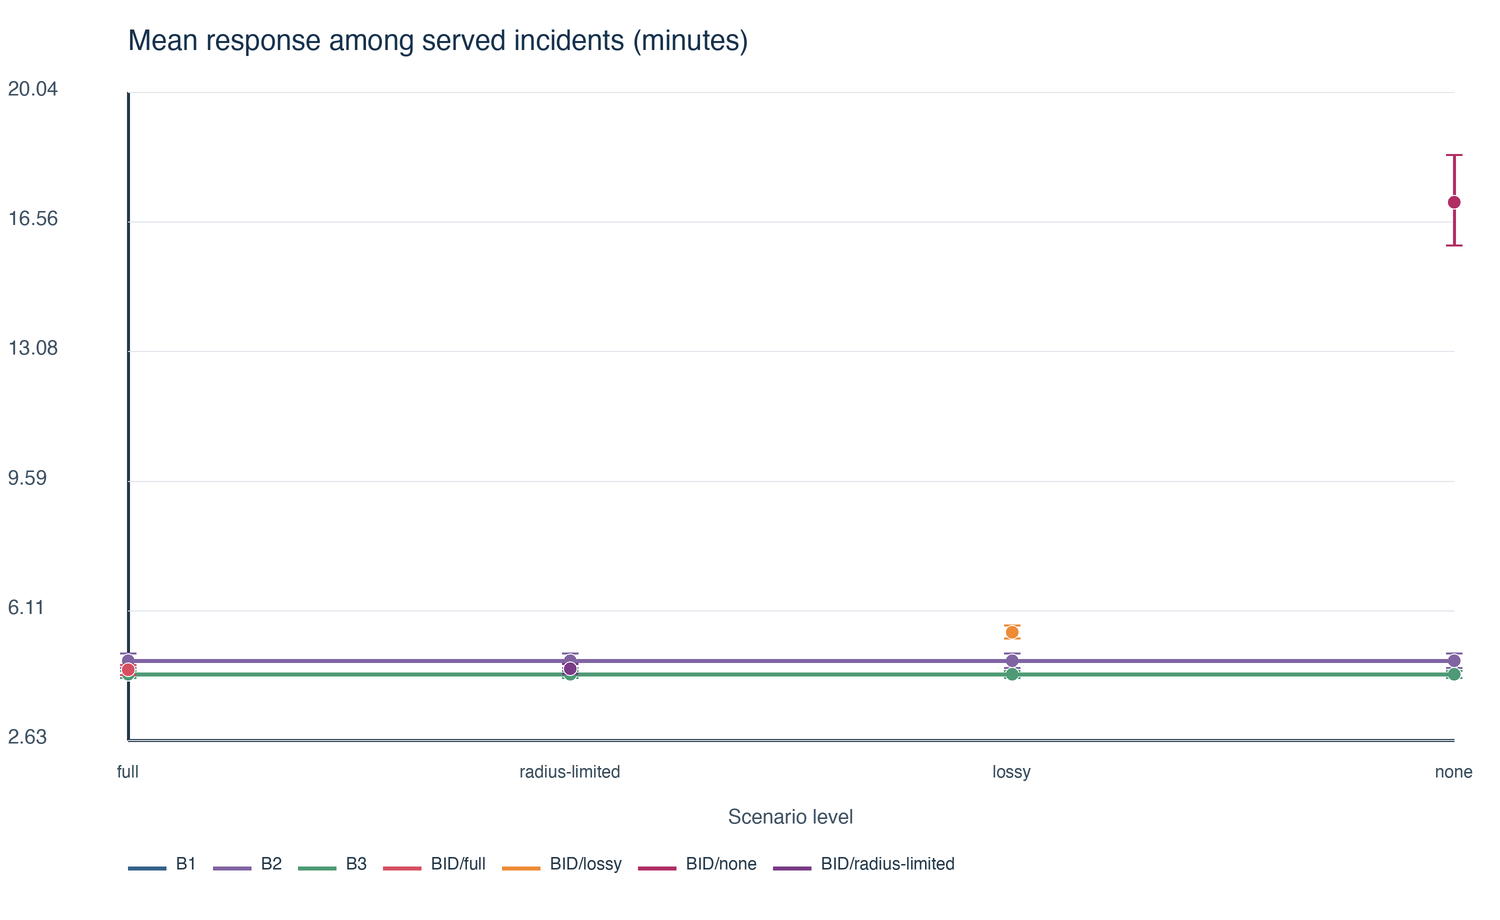 Mean response among served incidents (minutes)
20.04
16.56
13.08
9.59
6.11
2.63
full radius-limited lossy none
Scenario level
B1 B2 B3 BID/full BID/lossy BID/none BID/radius-limited